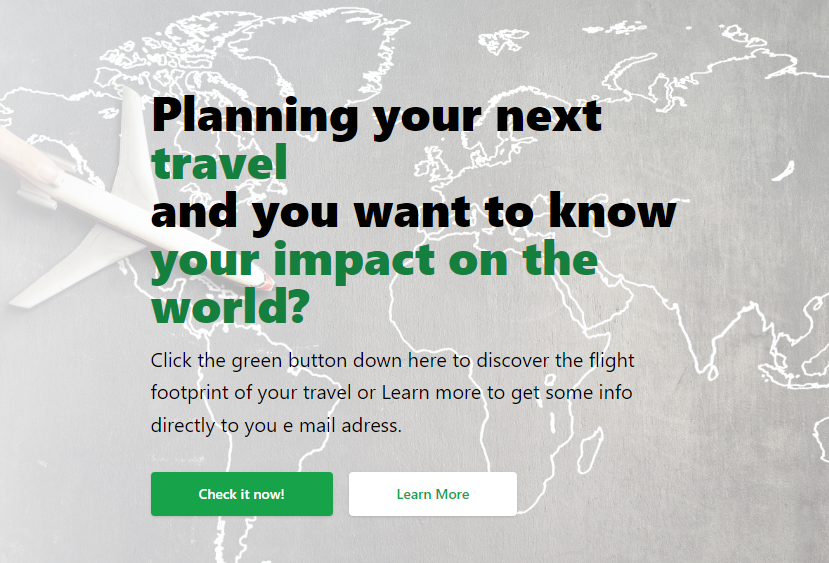 Planning your next
travel
and you want to know
your impact on the
world?
Click the green button down here to discover the flight
footprint of your travel or Learn more to get some info
directly to you e mail adress.
Check it now!
Learn More